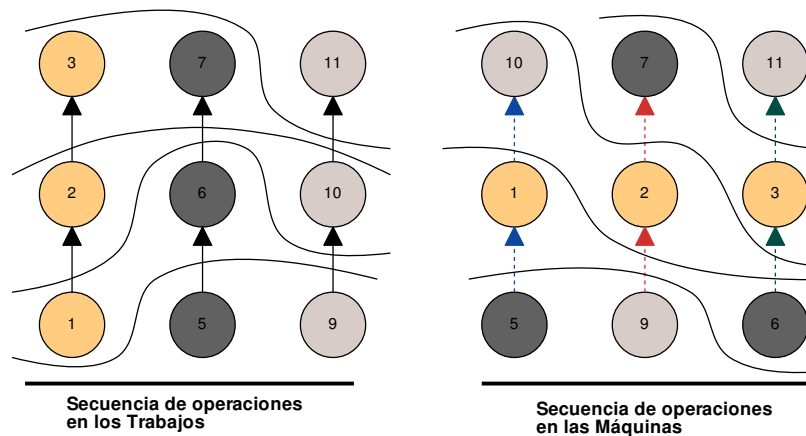 3 7 11
2 6 10
1 5 9
Secuencia de operaciones
en los Trabajos
10 7 11
1 2 3
5 9 6
Secuencia de operaciones
en las Máquinas